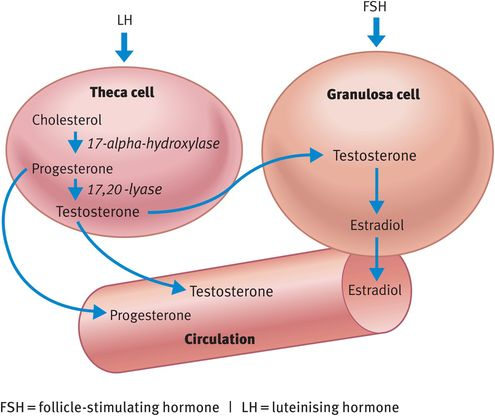 LH
FSH
Theca cell
Cholesterol
17-alpha-hydroxylase
Progesterone
17,20-lyase
Testosterone
Granulosa cell
Testosterone
Estradiol
Testosterone
Progesterone
Estradiol
Circulation
FSH = follicle-stimulating hormone | LH = luteinising hormone